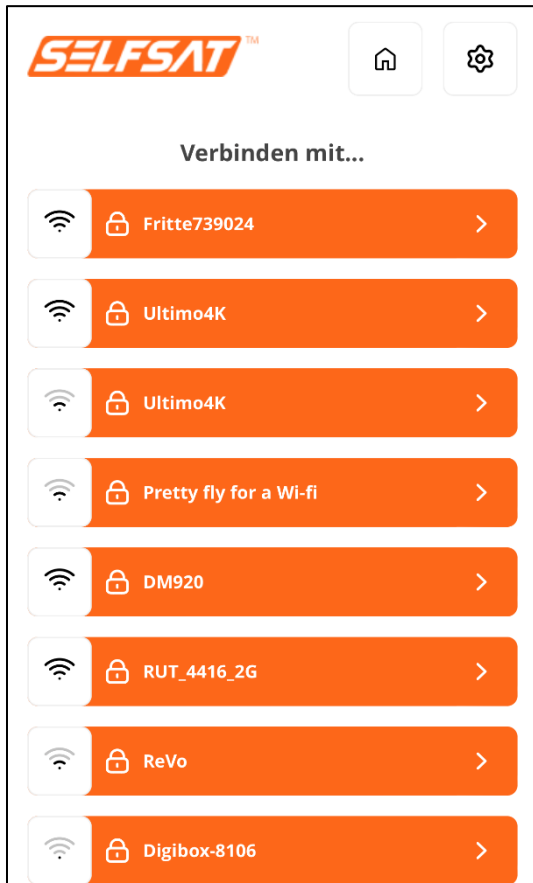 SELFSAT™
Verbinden mit...
Fritte739024
Ultimo4K
Ultimo4K
Pretty fly for a Wi-fi
DM920
RUT_4416_2G
ReVo
Digibox-8106